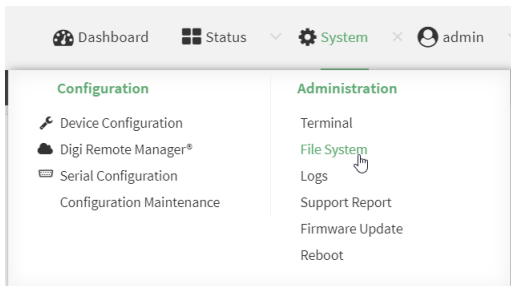 Dashboard Status System admin
Configuration Administration
Device Configuration Terminal
Digi Remote Manager® File System
Serial Configuration Logs
Configuration Maintenance Support Report
Firmware Update
Reboot